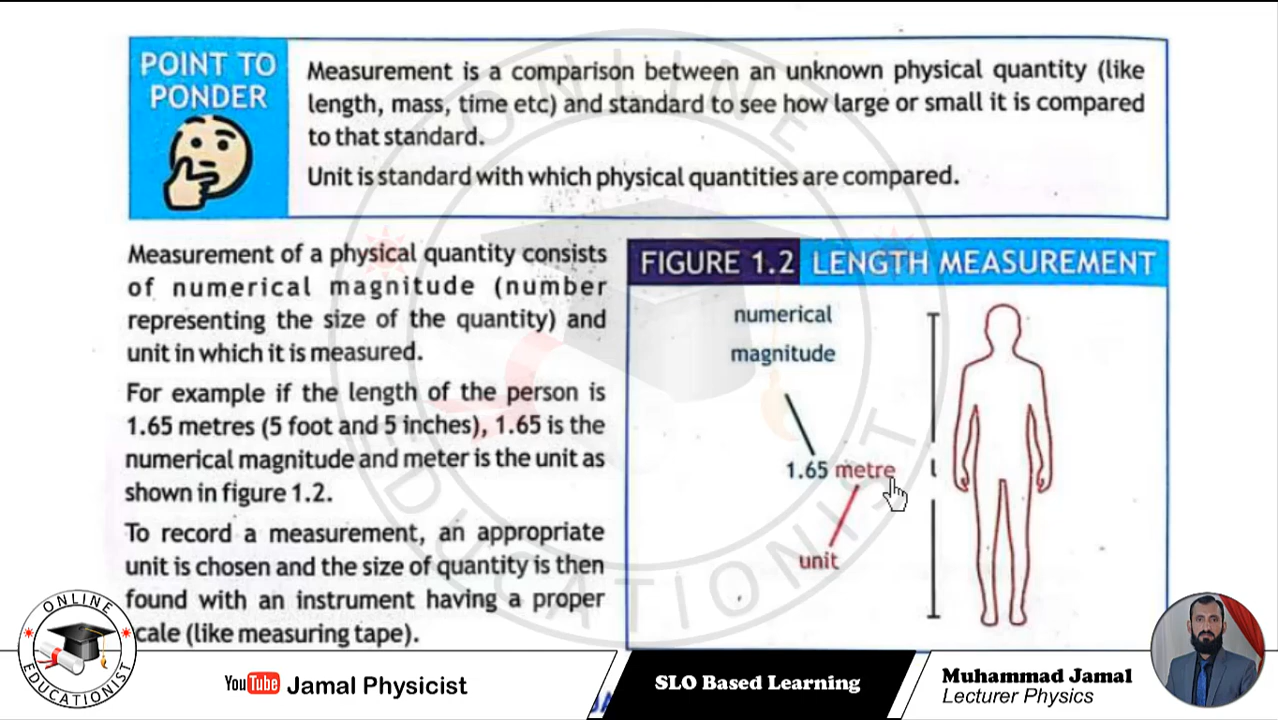 POINT TO
PONDER
Measurement is a comparison between an unknown physical quantity (like
length, mass, time etc) and standard to see how large or small it is compared
to that standard.
Unit is standard with which physical quantities are compared.
Measurement of a physical quantity consists
of numerical magnitude (number
representing the size of the quantity) and
unit in which it is measured.
For example if the length of the person is
1.65 metres (5 foot and 5 inches), 1.65 is the
numerical magnitude and meter is the unit as
shown in figure 1.2.
To record a measurement, an appropriate
unit is chosen and the size of quantity is then
found with an instrument having a proper
cale (like measuring tape).
FIGURE 1.2 LENGTH MEASUREMENT
numerical
magnitude
1.65 metre
unit
ONLINE
EDUCATIONIST
ONLINE
EDUCATIONIST
YouTube Jamal Physicist
SLO Based Learning
Muhammad Jamal
Lecturer Physics